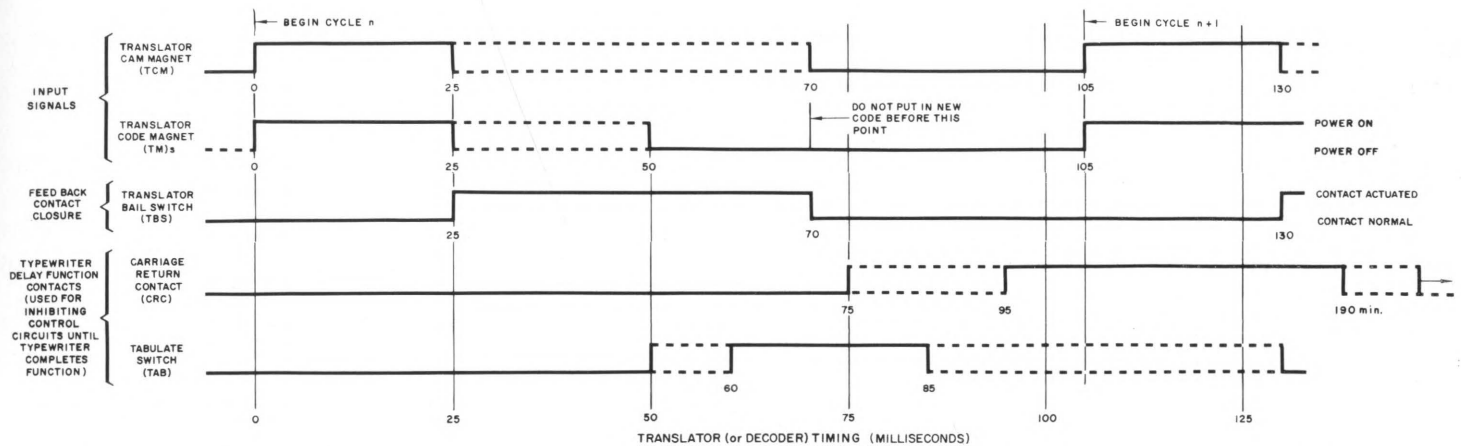 BEGIN CYCLE n
BEGIN CYCLE n+1
INPUT
SIGNALS
TRANSLATOR
CAM MAGNET
(TCM)
0
25
70
105
130
TRANSLATOR
CODE MAGNET
(TM)s
DO NOT PUT IN NEW
CODE BEFORE THIS
POINT
POWER ON
POWER OFF
0
25
50
105
FEED BACK
CONTACT
CLOSURE
TRANSLATOR
BAIL SWITCH
(TBS)
CONTACT ACTUATED
CONTACT NORMAL
25
70
130
TYPEWRITER
DELAY FUNCTION
CONTACTS
(USED FOR
INHIBITING
CONTROL
CIRCUITS UNTIL
TYPEWRITER
COMPLETES
FUNCTION)
CARRIAGE
RETURN
CONTACT
(CRC)
75
95
190 min.
TABULATE
SWITCH
(TAB)
60
85
0
25
50
75
100
125
TRANSLATOR (or DECODER) TIMING (MILLISECONDS)